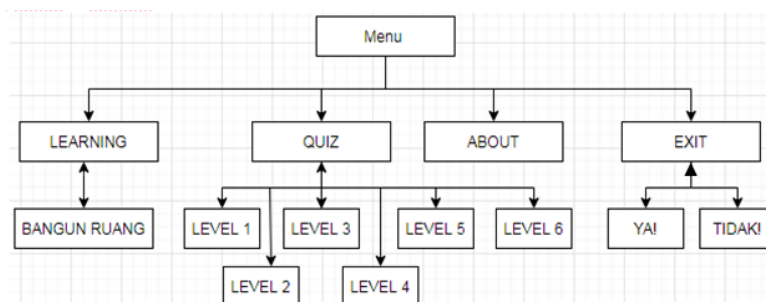 Menu
LEARNING
QUIZ
ABOUT
EXIT
BANGUN RUANG
LEVEL 1
LEVEL 3
LEVEL 5
LEVEL 6
YA!
TIDAK!
LEVEL 2
LEVEL 4